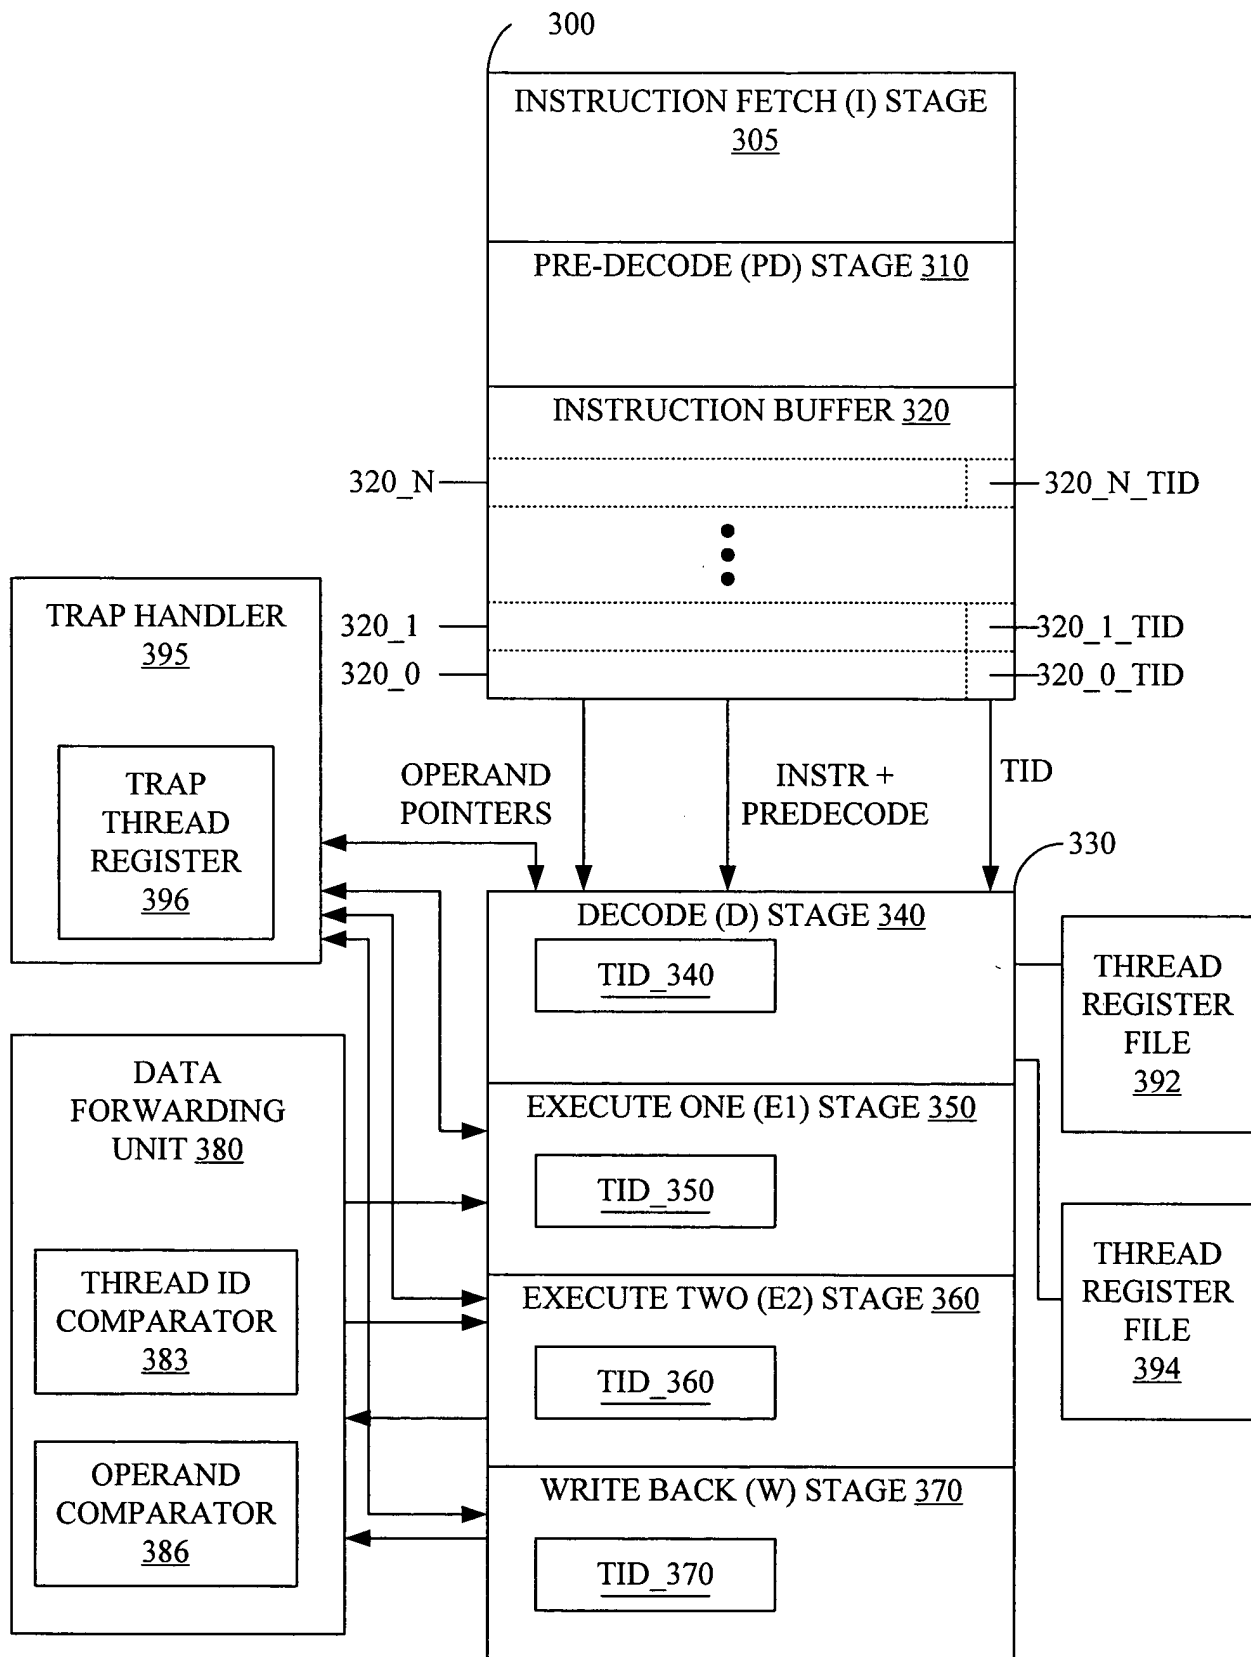 300
INSTRUCTION FETCH (I) STAGE
305
PRE-DECODE (PD) STAGE 310
INSTRUCTION BUFFER 320
320_N
320_N_TID
320_1
320_1_TID
320_0
320_0_TID
TRAP HANDLER
395
TRAP
THREAD
REGISTER
396
OPERAND
POINTERS
INSTR +
PREDECODE
TID
330
DECODE (D) STAGE 340
TID_340
THREAD
REGISTER
FILE
392
DATA
FORWARDING
UNIT 380
EXECUTE ONE (E1) STAGE 350
TID_350
THREAD
REGISTER
FILE
394
THREAD ID
COMPARATOR
383
EXECUTE TWO (E2) STAGE 360
TID_360
OPERAND
COMPARATOR
386
WRITE BACK (W) STAGE 370
TID_370